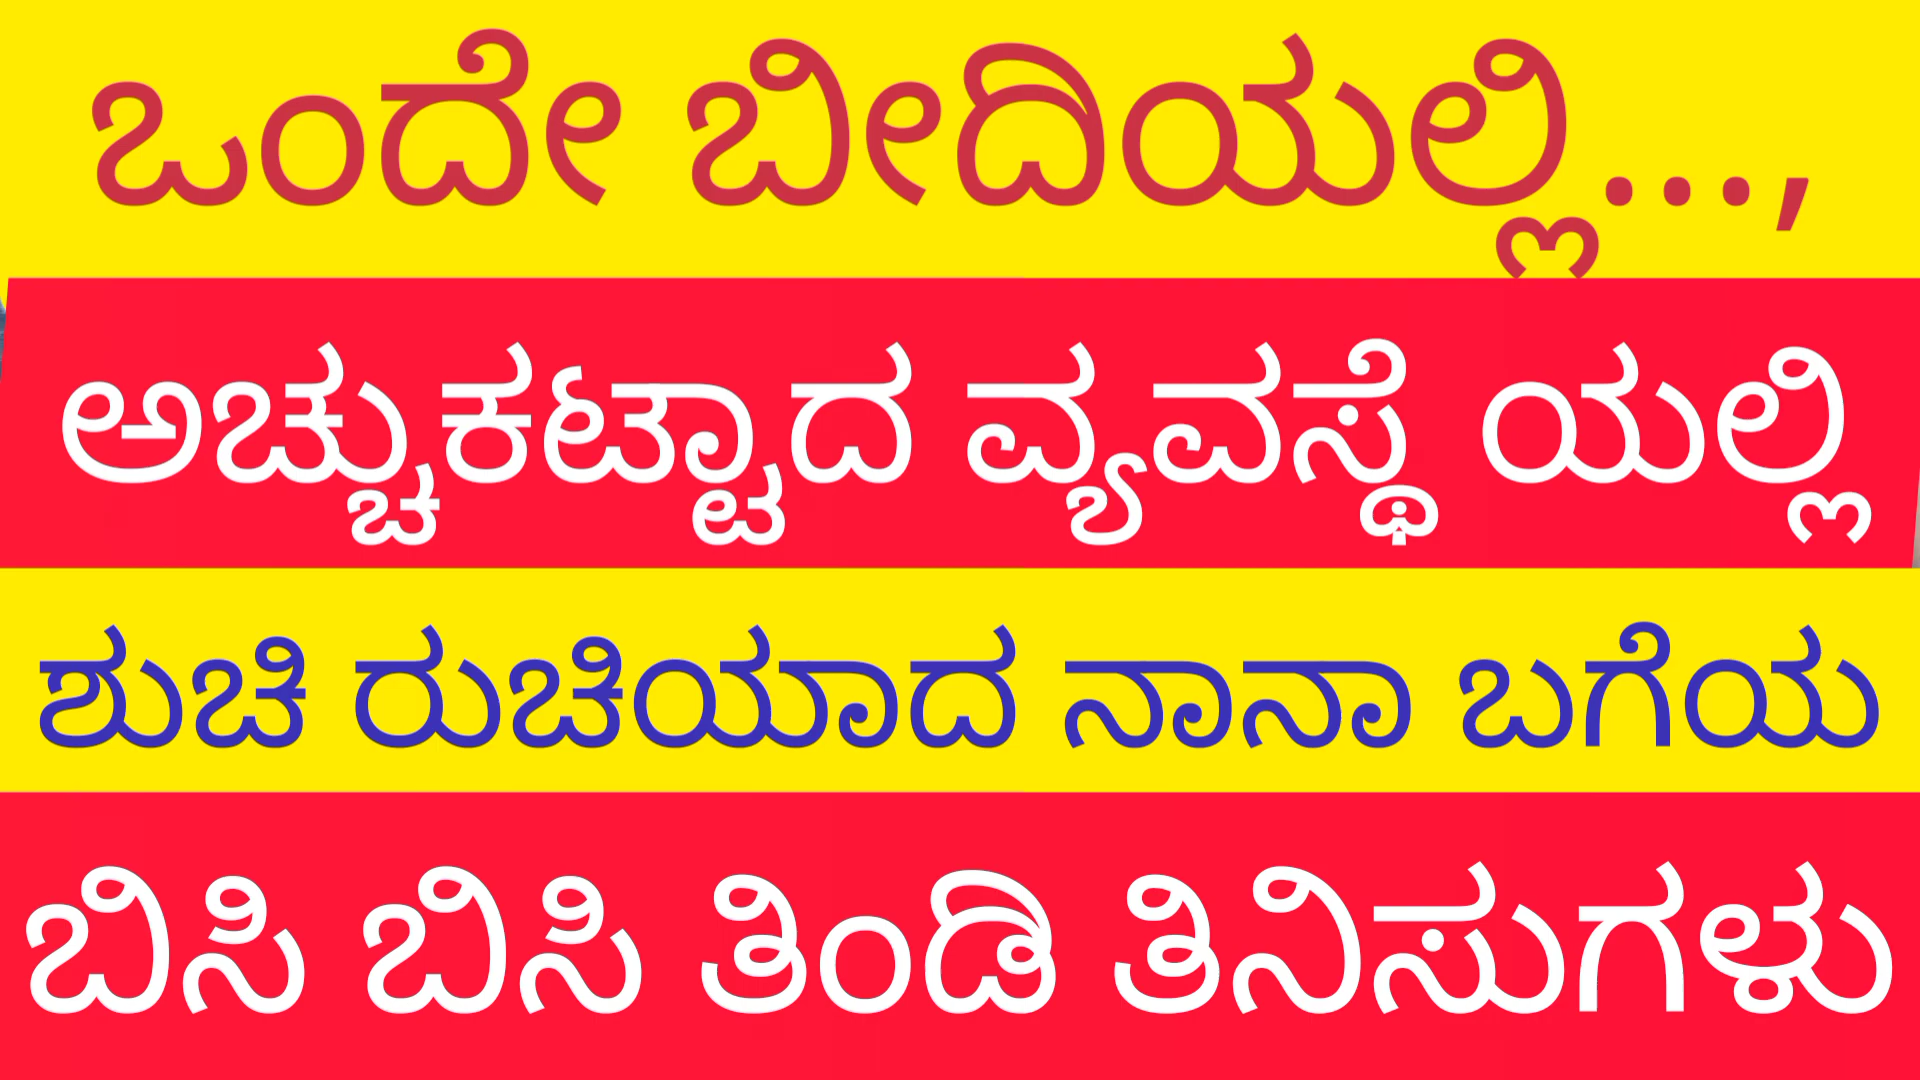 ಒಂದೇ ಬೀದಿಯಲ್ಲಿ...,
ಅಚ್ಚುಕಟ್ಟಾದ ವ್ಯವಸ್ಥೆ ಯಲ್ಲಿ
ಶುಚಿ ರುಚಿಯಾದ ನಾನಾ ಬಗೆಯ
ಬಿಸಿ ಬಿಸಿ ತಿಂಡಿ ತಿನಿಸುಗಳು